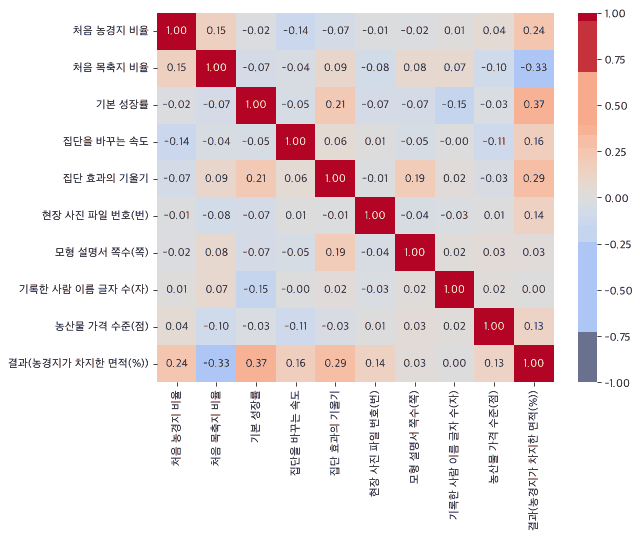 처음 농경지 비율 1.00 0.15 -0.02 -0.14 -0.07 -0.01 -0.02 0.01 0.04 0.24
처음 목축지 비율 0.15 1.00 -0.07 -0.04 0.09 -0.08 0.08 0.07 -0.10 -0.33
기본 성장률 -0.02 -0.07 1.00 -0.05 0.21 -0.07 -0.07 -0.15 -0.03 0.37
집단을 바꾸는 속도 -0.14 -0.04 -0.05 1.00 0.06 0.01 -0.05 -0.00 -0.11 0.16
집단 효과의 기울기 -0.07 0.09 0.21 0.06 1.00 -0.01 0.19 0.02 -0.03 0.29
현장 사진 파일 번호(번) -0.01 -0.08 -0.07 0.01 -0.01 1.00 -0.04 -0.03 0.01 0.14
모형 설명서 쪽수(쪽) -0.02 0.08 -0.07 -0.05 0.19 -0.04 1.00 0.02 0.03 0.03
기록한 사람 이름 글자 수(자) 0.01 0.07 -0.15 -0.00 0.02 -0.03 0.02 1.00 0.02 0.00
농산물 가격 수준(점) 0.04 -0.10 -0.03 -0.11 -0.03 0.01 0.03 0.02 1.00 0.13
결과(농경지가 차지한 면적(%)) 0.24 -0.33 0.37 0.16 0.29 0.14 0.03 0.00 0.13 1.00
처음 농경지 비율
처음 목축지 비율
기본 성장률
집단을 바꾸는 속도
집단 효과의 기울기
현장 사진 파일 번호(번)
모형 설명서 쪽수(쪽)
기록한 사람 이름 글자 수(자)
농산물 가격 수준(점)
결과(농경지가 차지한 면적(%))
1.00
0.75
0.50
0.25
0.00
-0.25
-0.50
-0.75
-1.00